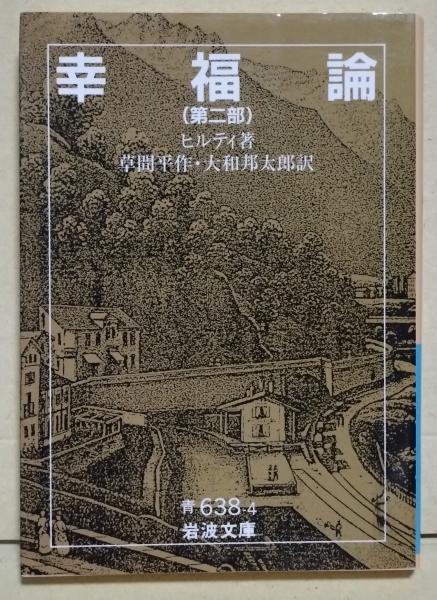 幸福論
(第二部)
ヒルティ著
草間平作・大和邦太郎訳
青 638-4
岩波文庫